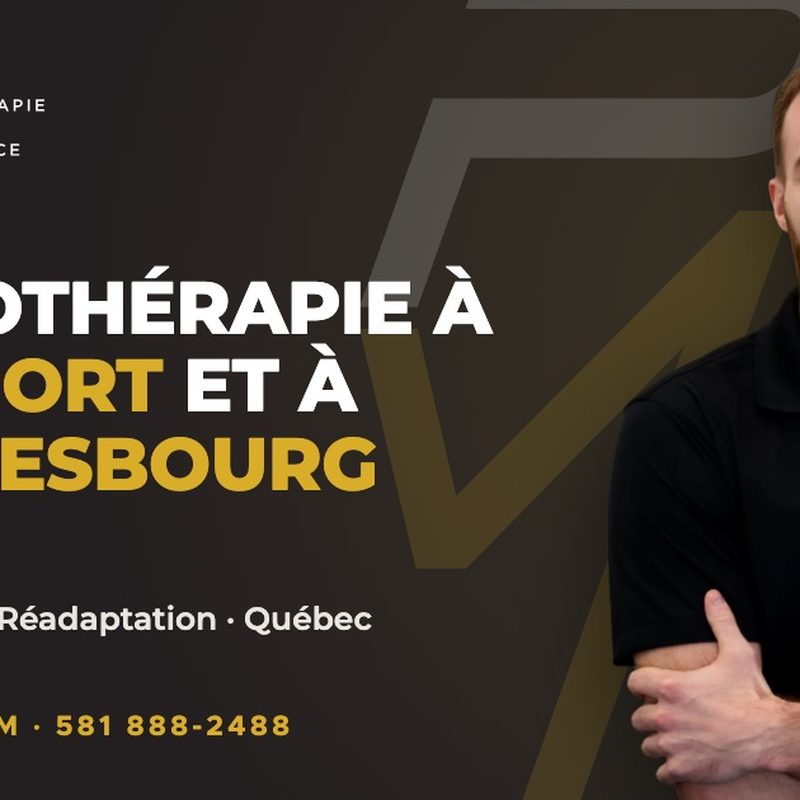 APIE
CE
OTHÉRAPIE À
ORT ET À
ESBOURG
Réadaptation · Québec
M · 581 888-2488